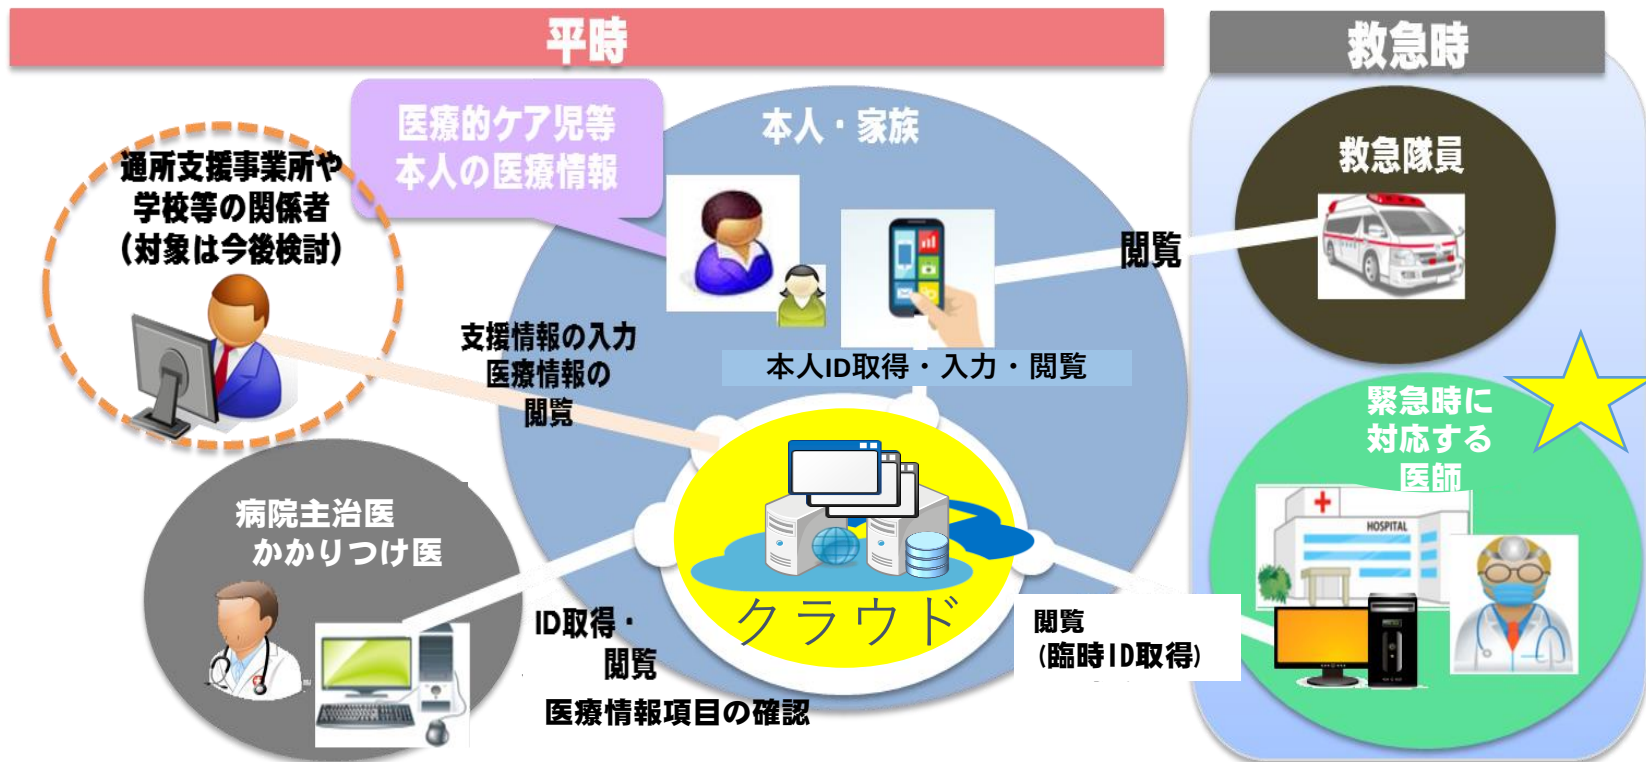 平時
救急時
医療的ケア児等
本人の医療情報
本人・家族
救急隊員
通所支援事業所や
学校等の関係者
(対象は今後検討)
閲覧
支援情報の入力
医療情報の
閲覧
本人ID取得・入力・閲覧
緊急時に
対応する
医師
HOSPITAL
病院主治医
かかりつけ医
クラウド
ID取得・
閲覧
医療情報項目の確認
閲覧
(臨時ID取得)